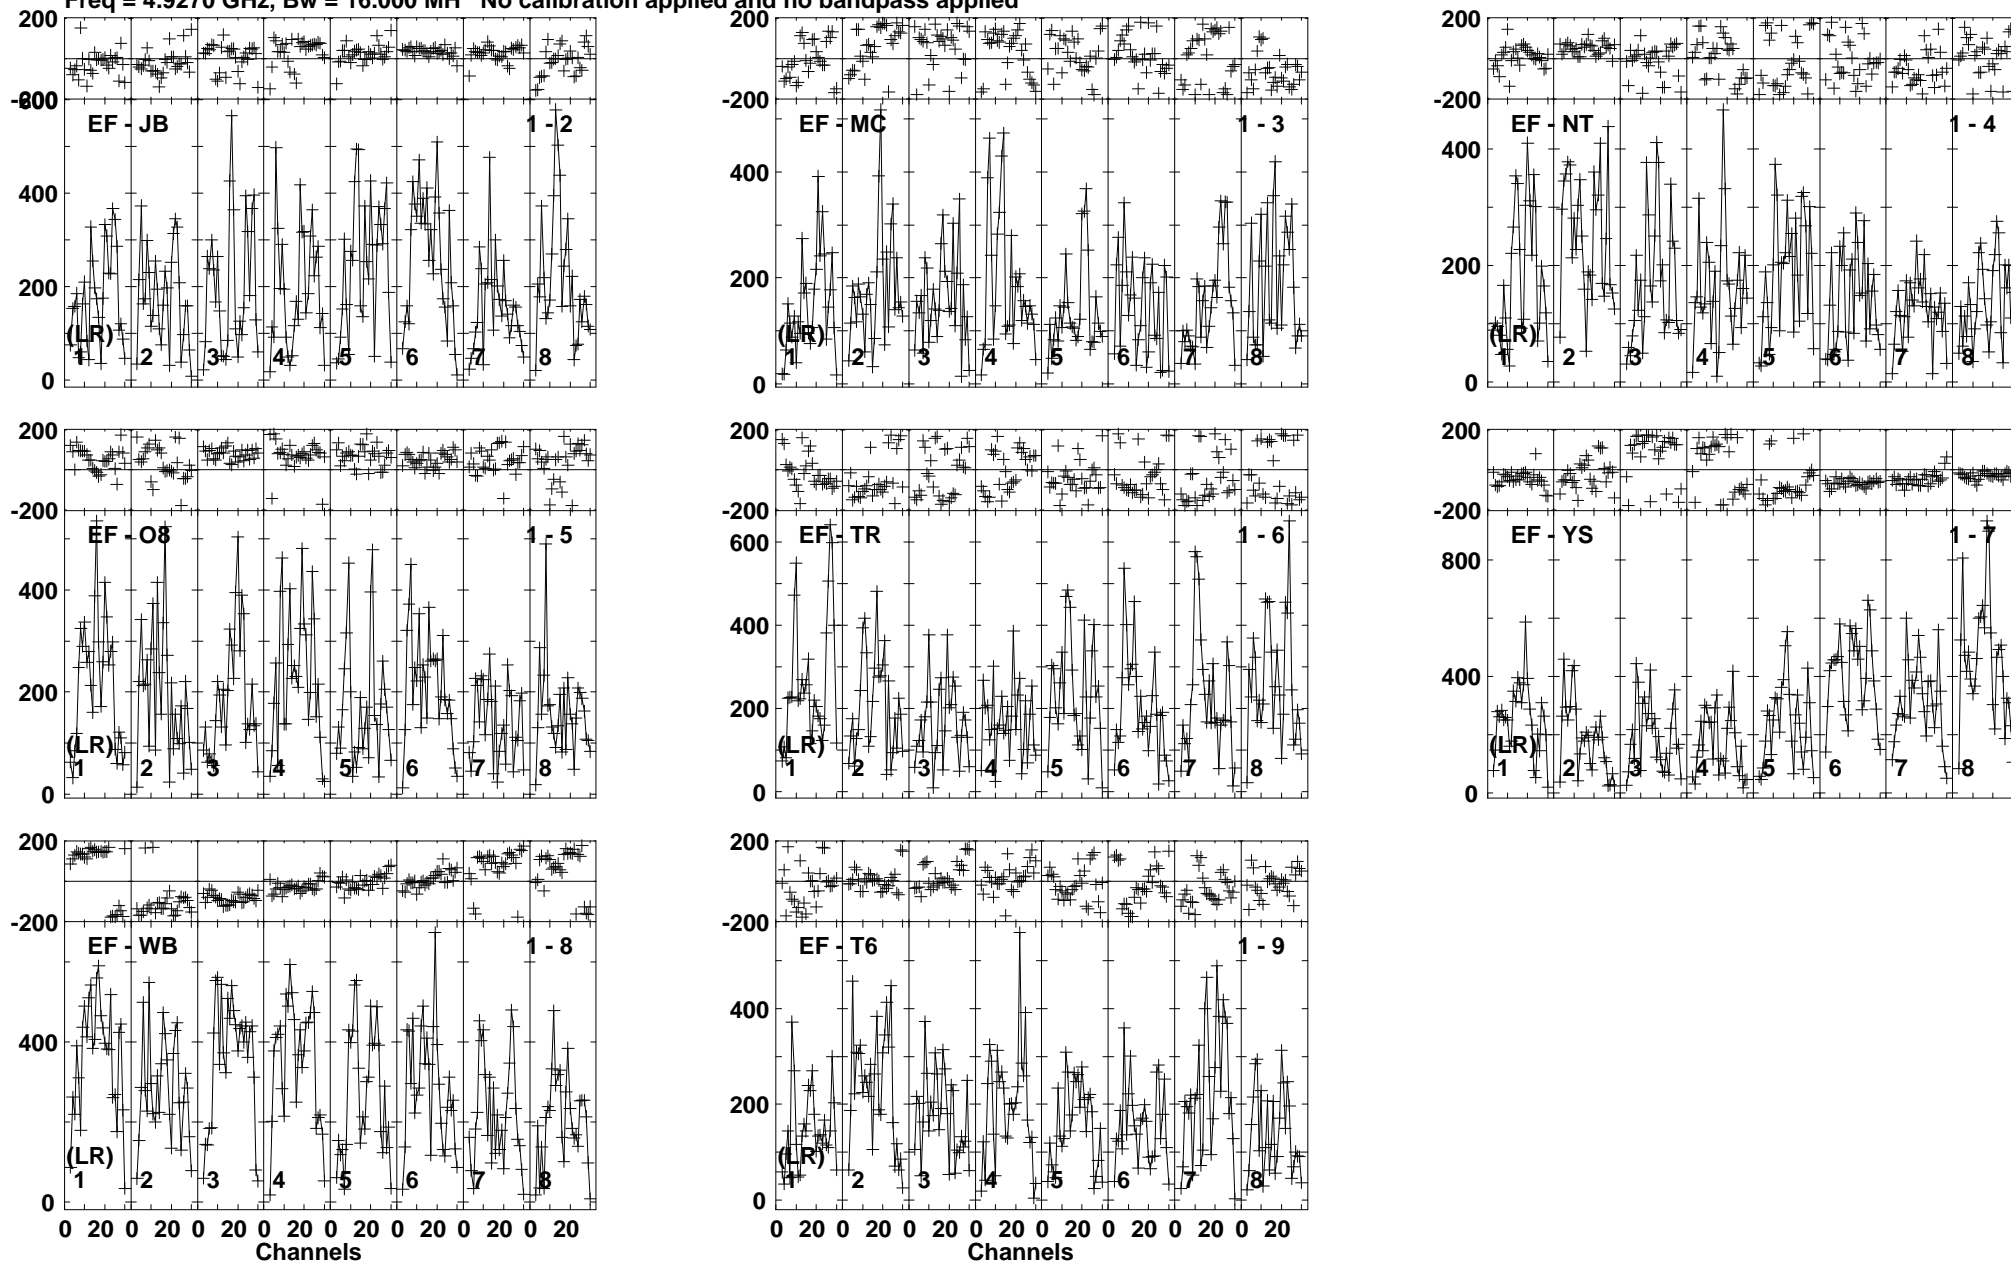 Freq = 4.9270 GHz, Bw = 16.000 MH No calibration applied and no bandpass applied
200 200 200
-200 -200
600
EF - JB 1 - 2 EF - MC 1 - 3 EF - NT 1 - 4
400 400 400
200 200 200
(LR) (LR) (LR)
1 2 3 4 5 6 7 8 1 2 3 4 5 6 7 8 1 2 3 4 5 6 7 8
0 0 0
200 200 200
-200 -200 -200
EF - O8 1 - 5 EF - TR 1 - 6 EF - YS 1 - 7
600 800
400 400 400
200 200
(LR) (LR) (LR)
1 2 3 4 5 6 7 8 1 2 3 4 5 6 7 8 1 2 3 4 5 6 7 8
0 0 0
200 200
-200 -200
EF - WB 1 - 8 EF - T6 1 - 9
400 400
200
(LR) (LR)
1 2 3 4 5 6 7 8 1 2 3 4 5 6 7 8
0 0
0 20 0 20 0 20 0 20 0 20 0 20 0 20 0 20 0 20 0 20 0 20 0 20 0 20 0 20 0 20 0 20
Channels Channels